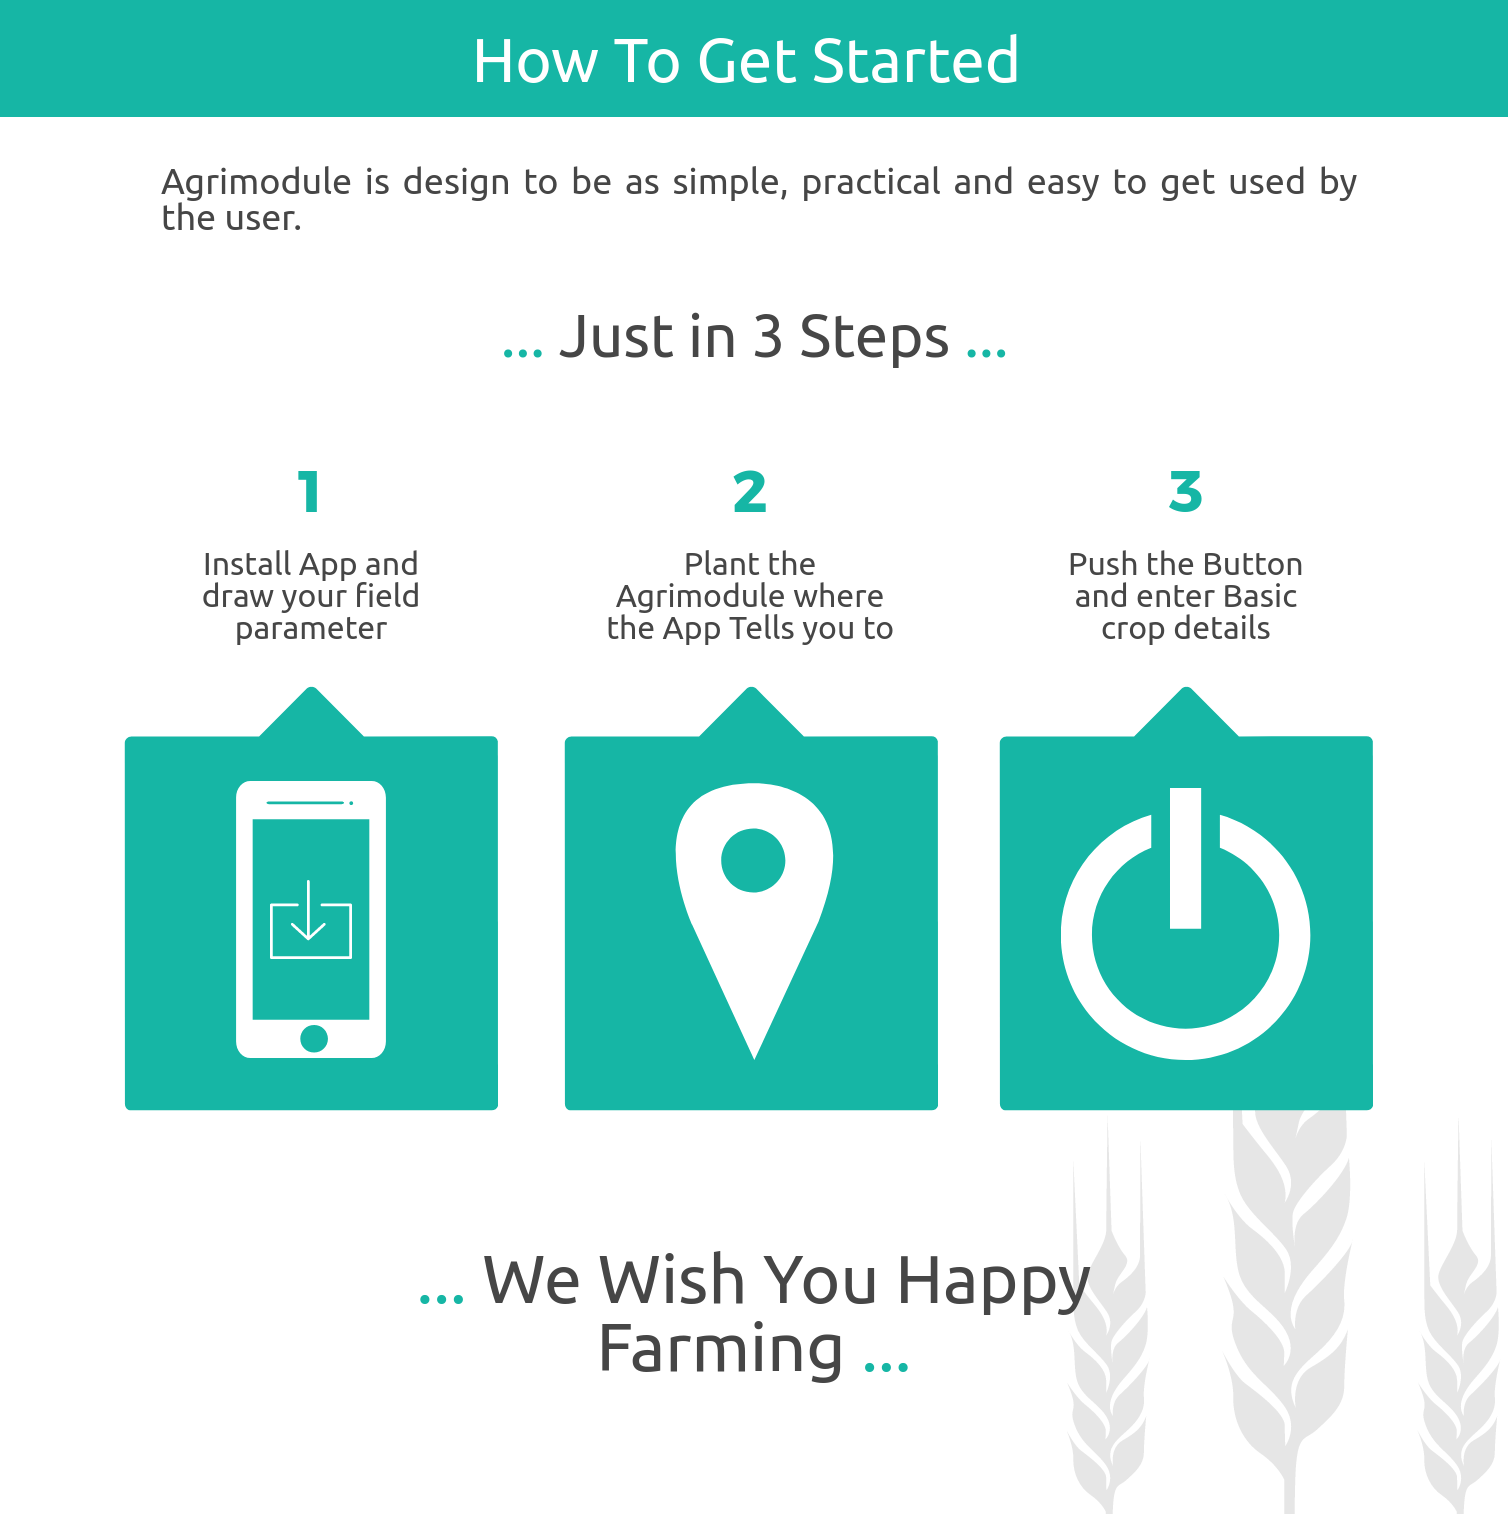 How To Get Started
Agrimodule is design to be as simple, practical and easy to get used by
the user.
... Just in 3 Steps ...
1
Install App and
draw your field
parameter
2
Plant the
Agrimodule where
the App Tells you to
3
Push the Button
and enter Basic
crop details
... We Wish You Happy
Farming ...